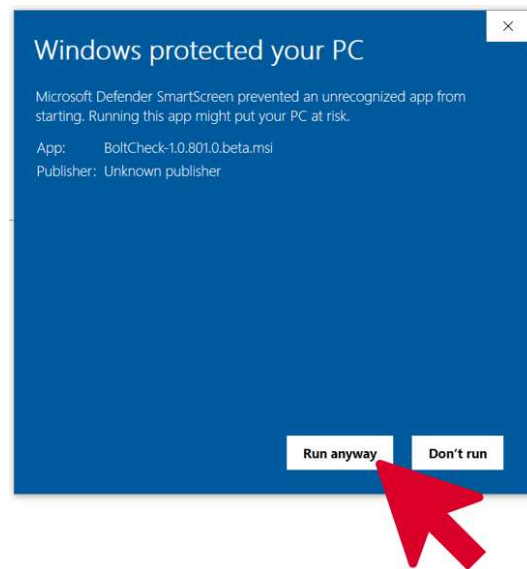 Windows protected your PC
Microsoft Defender SmartScreen prevented an unrecognized app from
starting. Running this app might put your PC at risk.
App: BoltCheck-1.0.801.0.beta.msi
Publisher: Unknown publisher
Run anyway Don't run